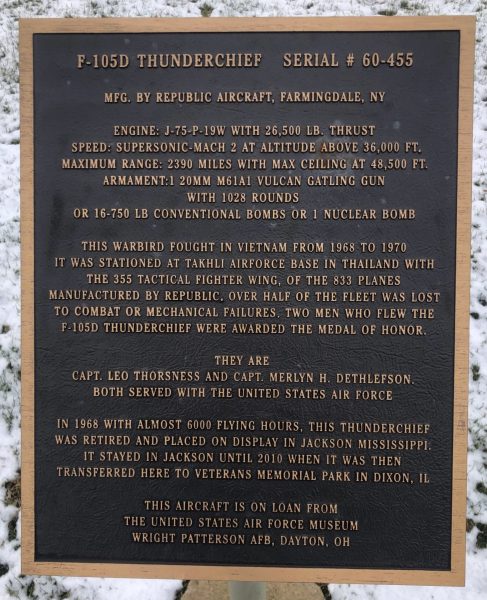 F-105D THUNDERCHIEF SERIAL # 60-455
MFG. BY REPUBLIC AIRCRAFT, FARMINGDALE, NY
ENGINE: J-75-P-19W WITH 26,500 LB. THRUST
SPEED: SUPERSONIC-MACH 2 AT ALTITUDE ABOVE 36,000 FT.
MAXIMUM RANGE: 2390 MILES WITH MAX CEILING AT 48,500 FT.
ARMAMENT:1 20MM M61A1 VULCAN GATLING GUN
WITH 1028 ROUNDS
OR 16-750 LB CONVENTIONAL BOMBS OR 1 NUCLEAR BOMB
THIS WARBIRD FOUGHT IN VIETNAM FROM 1968 TO 1970
IT WAS STATIONED AT TAKHLI AIRFORCE BASE IN THAILAND WITH
THE 355 TACTICAL FIGHTER WING, OF THE 833 PLANES
MANUFACTURED BY REPUBLIC, OVER HALF OF THE FLEET WAS LOST
TO COMBAT OR MECHANICAL FAILURES. TWO MEN WHO FLEW THE
F-105D THUNDERCHIEF WERE AWARDED THE MEDAL OF HONOR.
THEY ARE
CAPT. LEO THORSNESS AND CAPT. MERLYN H. DETHLEFSON.
BOTH SERVED WITH THE UNITED STATES AIR FORCE
IN 1968 WITH ALMOST 6000 FLYING HOURS, THIS THUNDERCHIEF
WAS RETIRED AND PLACED ON DISPLAY IN JACKSON MISSISSIPPI.
IT STAYED IN JACKSON UNTIL 2010 WHEN IT WAS THEN
TRANSFERRED HERE TO VETERANS MEMORIAL PARK IN DIXON, IL
THIS AIRCRAFT IS ON LOAN FROM
THE UNITED STATES AIR FORCE MUSEUM
WRIGHT PATTERSON AFB, DAYTON, OH